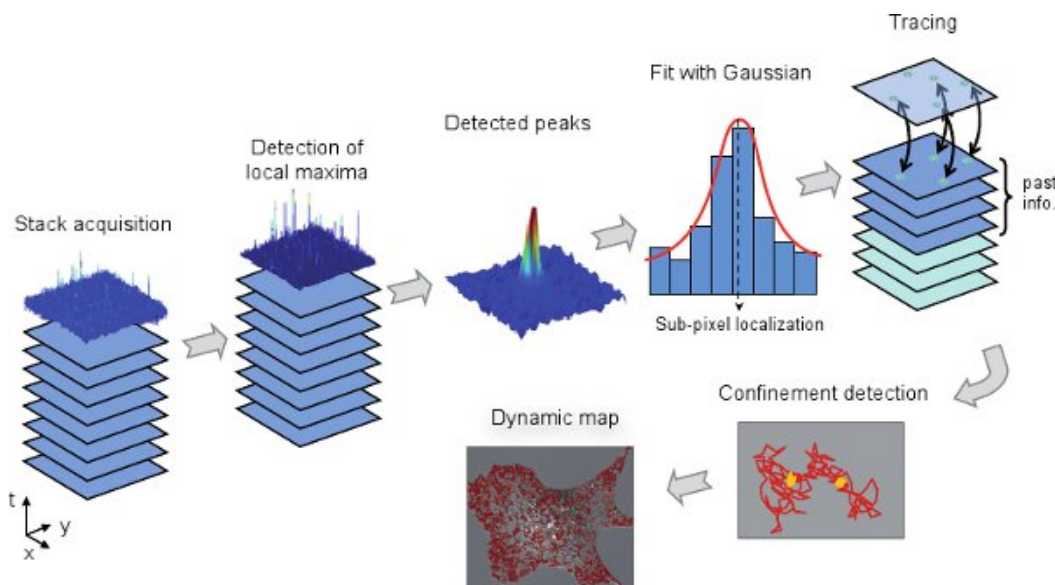 Stack acquisition
Detection of
local maxima
Detected peaks
Fit with Gaussian
Sub-pixel localization
Tracing
past
info.
Confinement detection
Dynamic map
t
y
x